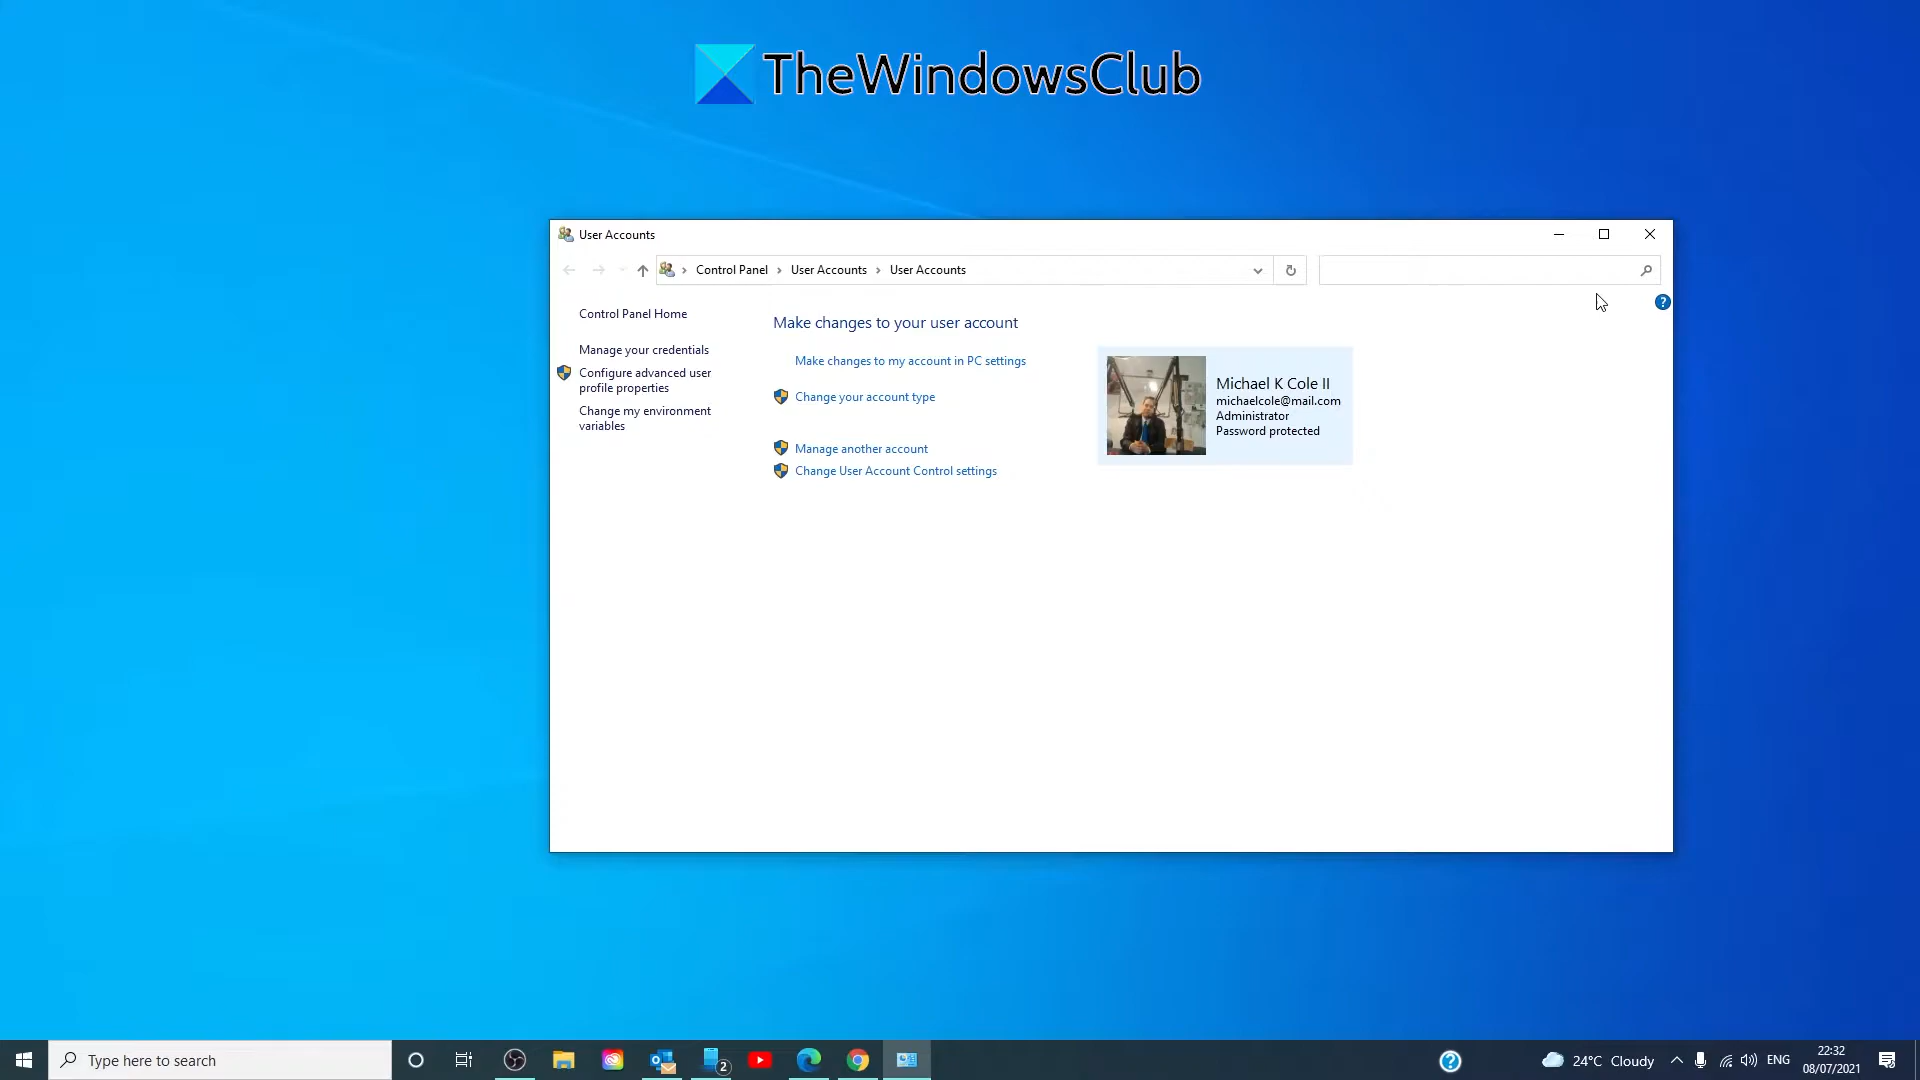 TheWindowsClub
User Accounts
Control Panel
User Accounts
User Accounts
Control Panel Home
Manage your credentials
Configure advanced user
profile properties
Change my environment
variables
Make changes to your user account
Make changes to my account in PC settings
Change your account type
Manage another account
Change User Account Control settings
Michael K Cole II
michaelcole@mail.com
Administrator
Password protected
?
Type here to search
2
?
24°C Cloudy
ENG
22:32
08/07/2021